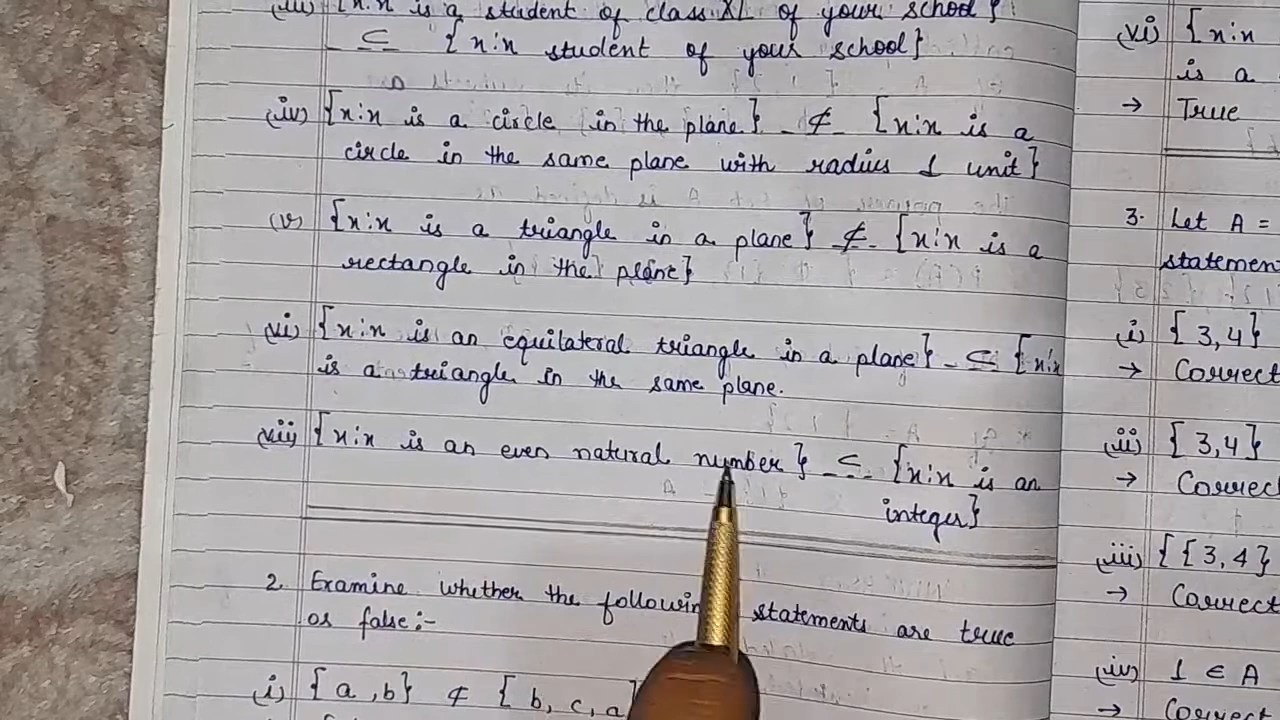 (iii) {x:x is a student of class XI of your school}
⊆ {x:x student of your school}
(iv) {x:x is a circle in the plane} ⊄ {x:x is a
circle in the same plane with radius 1 unit}
(v) {x:x is a triangle in a plane} ⊄ {x:x is a
rectangle in the plane}
(vi) {x:x is an equilateral triangle in a plane} ⊆ {x:x
is a triangle in the same plane.
(vii) {x:x is an even natural number} ⊆ {x:x is an
integer}
2. Examine whether the following statements are true
or false:-
(i) {a,b} ⊄ {b, c, a}
(vi) {x:x
is a
→ True
3. Let A =
statemen
(i) {3,4}
→ Correct
(ii) {3,4}
→ Correc
(iii) {{3,4}
→ Correct
(iv) 1 ∈ A
→ Correct